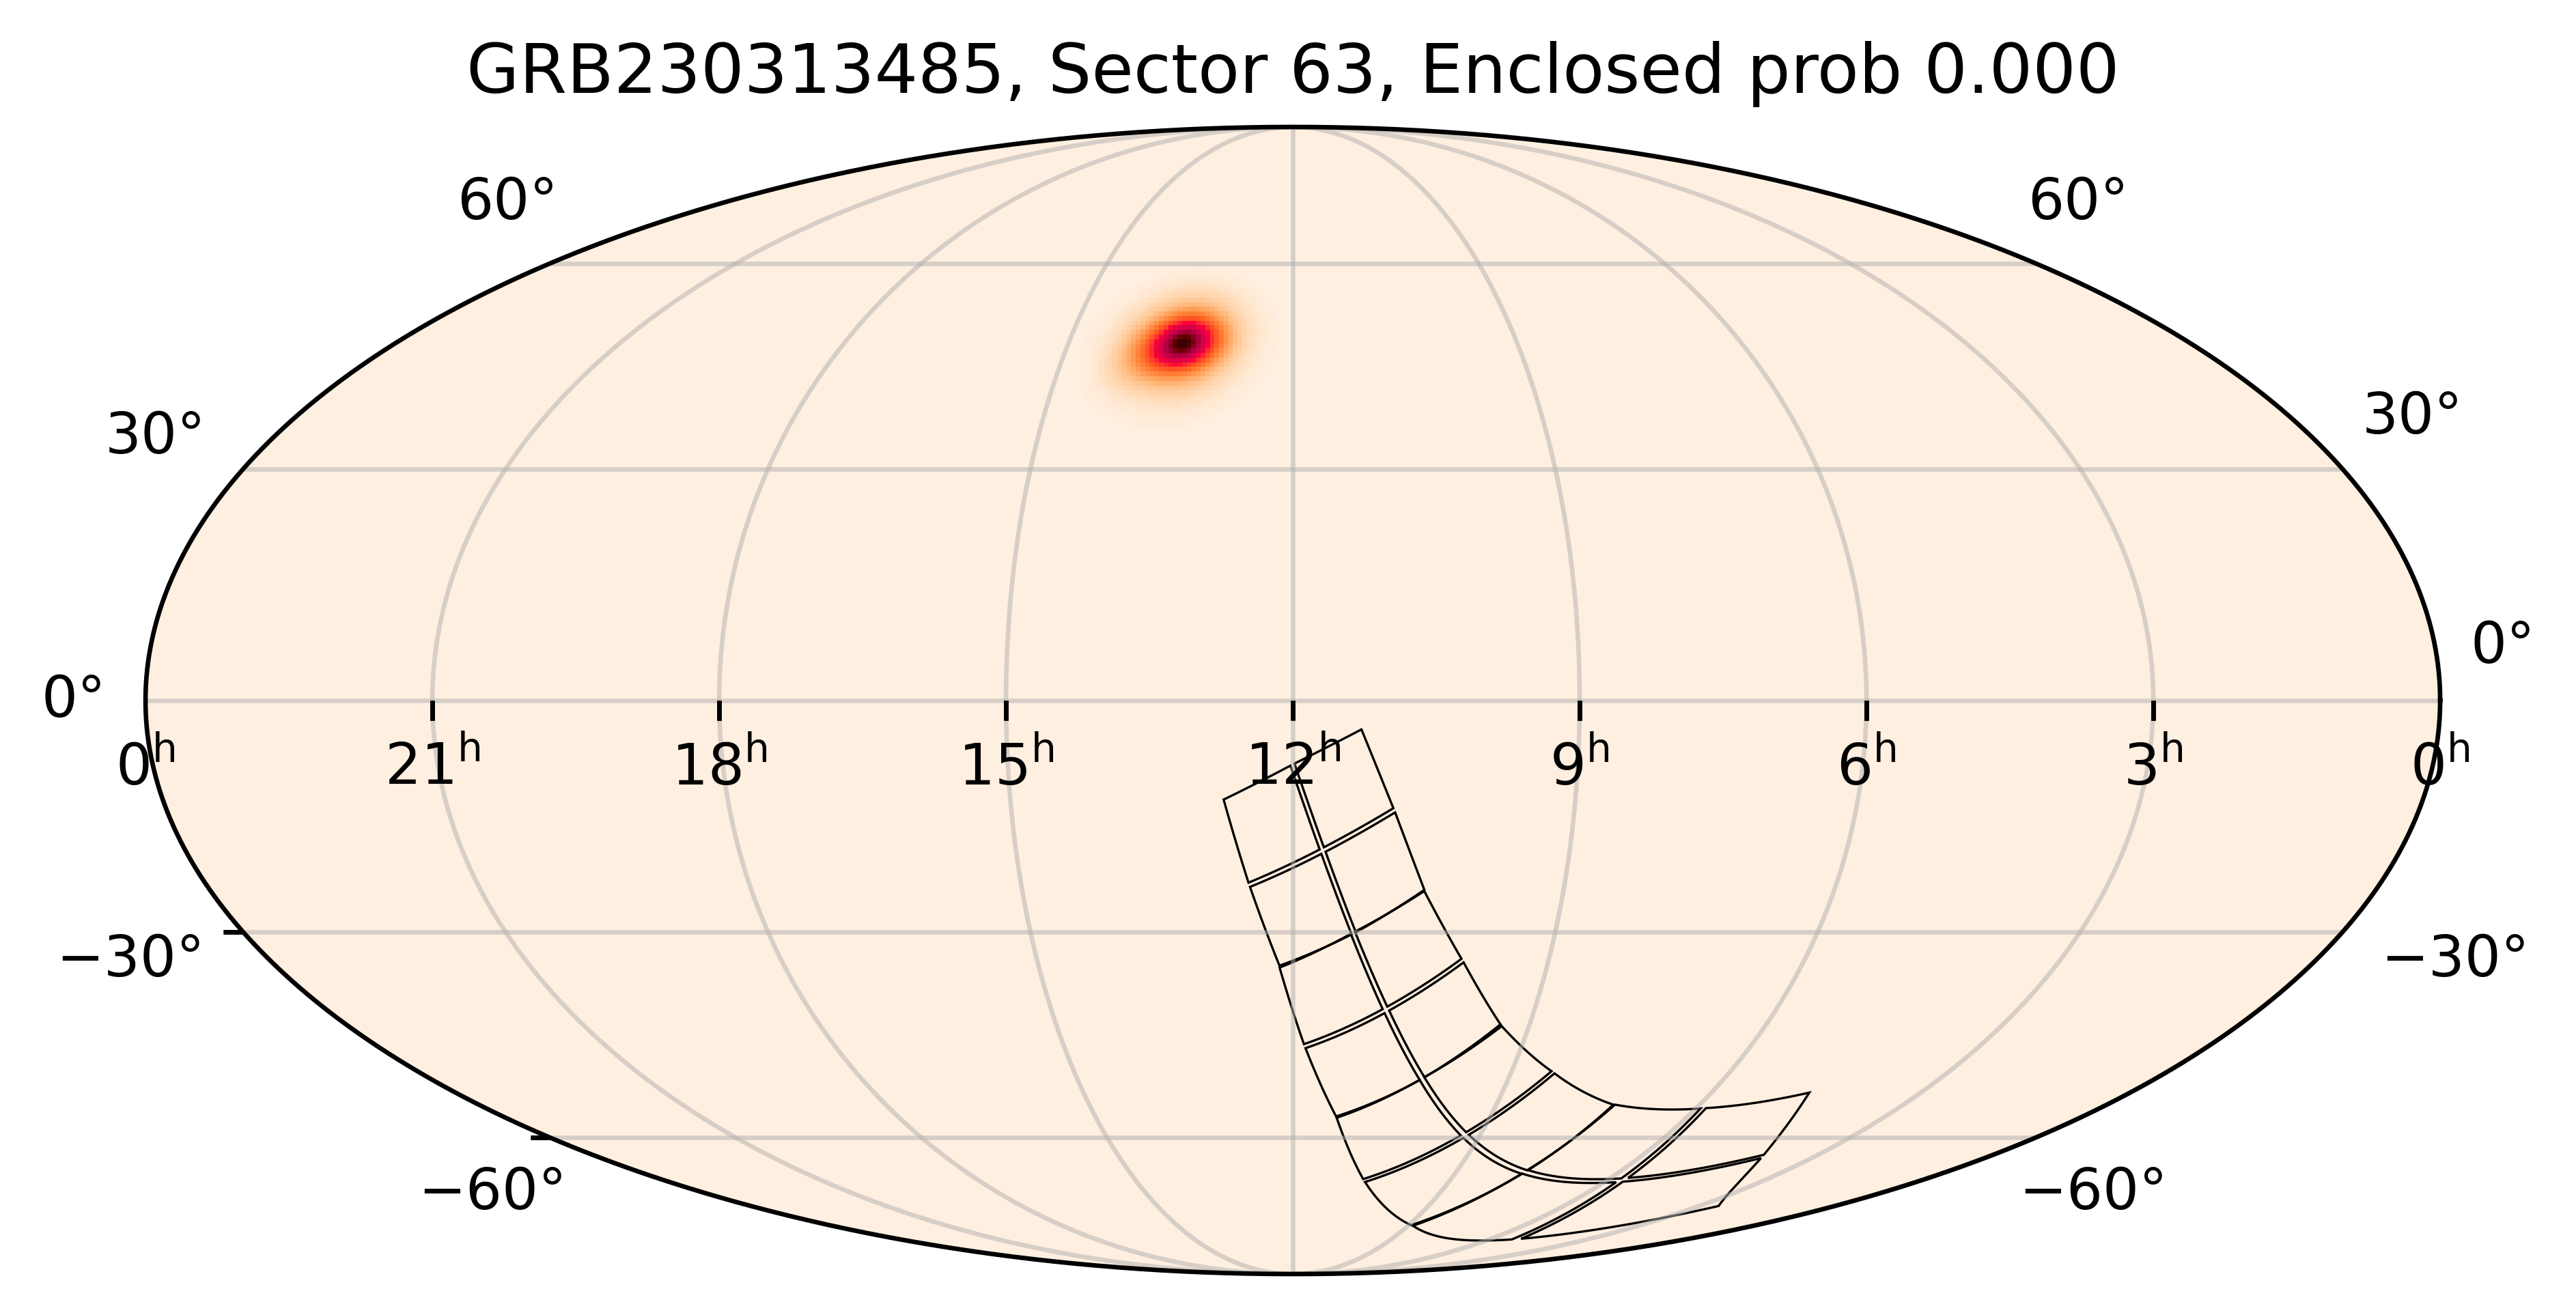 GRB230313485, Sector 63, Enclosed prob 0.000
60° 60°
30° 30°
0° 0°
0h 21h 18h 15h 12h 9h 6h 3h 0h
−30° −30°
−60° −60°